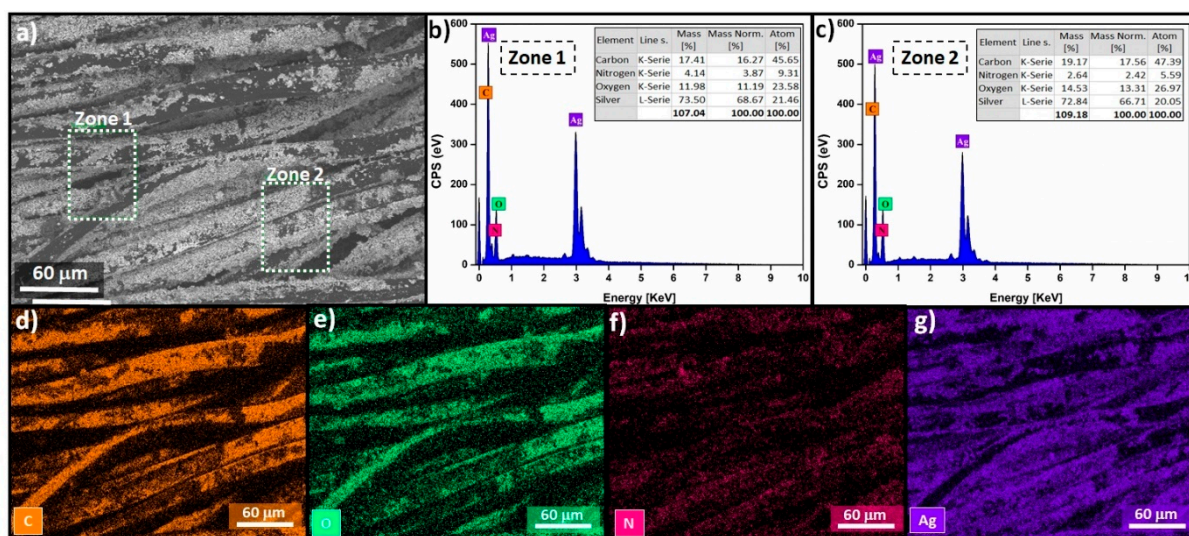 a)
Zone 1
Zone 2
60 µm
b)
600
500
400
300
200
100
0
CPS (eV)
Ag
C
O
N
Ag
Zone 1
Element Line s. Mass [%] Mass Norm. [%] Atom [%]
Carbon K-Serie 17.41 16.27 45.65
Nitrogen K-Serie 4.14 3.87 9.31
Oxygen K-Serie 11.98 11.19 23.58
Silver L-Serie 73.50 68.67 21.46
107.04 100.00 100.00
0 1 2 3 4 5 6 7 8 9 10
Energy [KeV]
c)
600
500
400
300
200
100
0
CPS (eV)
Ag
C
O
N
Ag
Zone 2
Element Line s. Mass [%] Mass Norm. [%] Atom [%]
Carbon K-Serie 19.17 17.56 47.39
Nitrogen K-Serie 2.64 2.42 5.59
Oxygen K-Serie 14.53 13.31 26.97
Silver L-Serie 72.84 66.71 20.05
109.18 100.00 100.00
0 1 2 3 4 5 6 7 8 9 10
Energy [KeV]
d)
C
60 µm
e)
O
60 µm
f)
N
60 µm
g)
Ag
60 µm